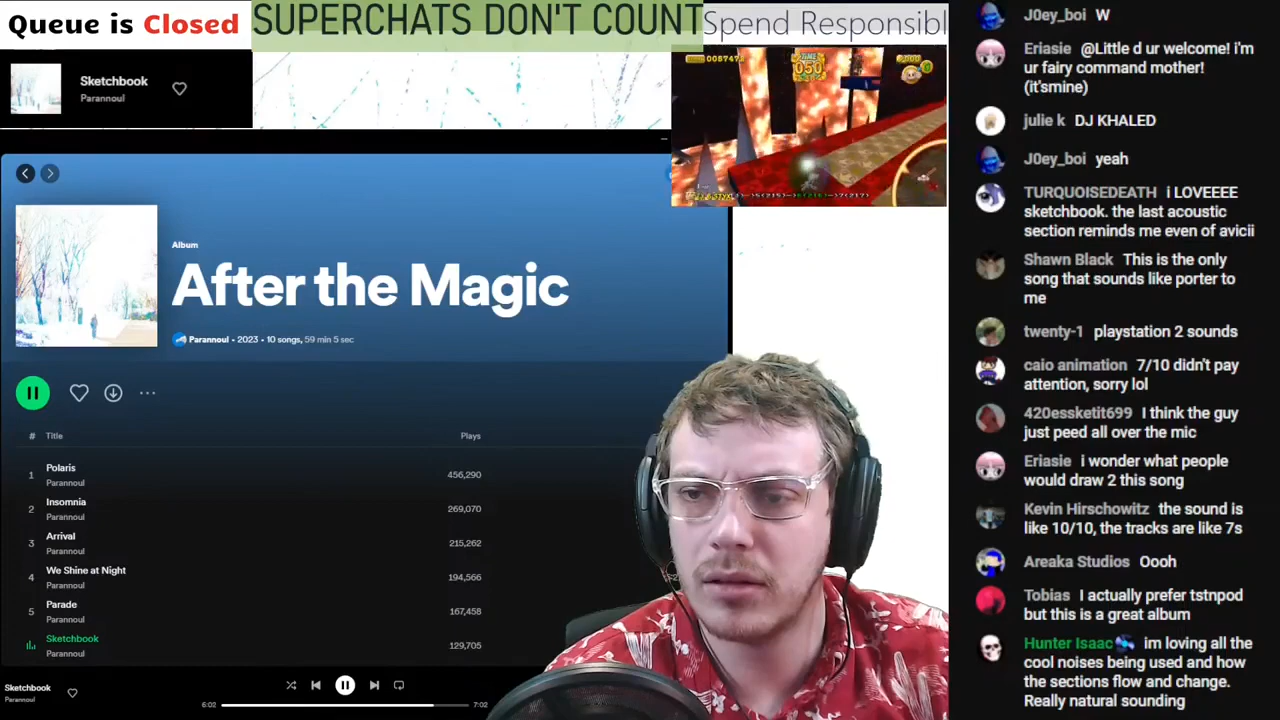 Queue is Closed
SUPERCHATS DON'T COUNT
Spend Responsibl
Sketchbook
Parannoul
TIME
050
Album
After the Magic
Parannoul • 2023 • 10 songs, 59 min 5 sec
# Title Plays
1 Polaris 456,290
Parannoul
2 Insomnia 269,070
Parannoul
3 Arrival 215,262
Parannoul
4 We Shine at Night 194,566
Parannoul
5 Parade 167,458
Parannoul
Sketchbook 129,705
Parannoul
Sketchbook
Parannoul
6:02 7:02
J0ey_boi W
Eriasie @Little d ur welcome! i'm
ur fairy command mother!
(it'smine)
julie k DJ KHALED
J0ey_boi yeah
TURQUOISEDEATH i LOVEEEE
sketchbook. the last acoustic
section reminds me even of avicii
Shawn Black This is the only
song that sounds like porter to
me
twenty-1 playstation 2 sounds
caio animation 7/10 didn't pay
attention, sorry lol
420essketit699 I think the guy
just peed all over the mic
Eriasie i wonder what people
would draw 2 this song
Kevin Hirschowitz the sound is
like 10/10, the tracks are like 7s
Areaka Studios Oooh
Tobias I actually prefer tstnpod
but this is a great album
Hunter Isaac im loving all the
cool noises being used and how
the sections flow and change.
Really natural sounding